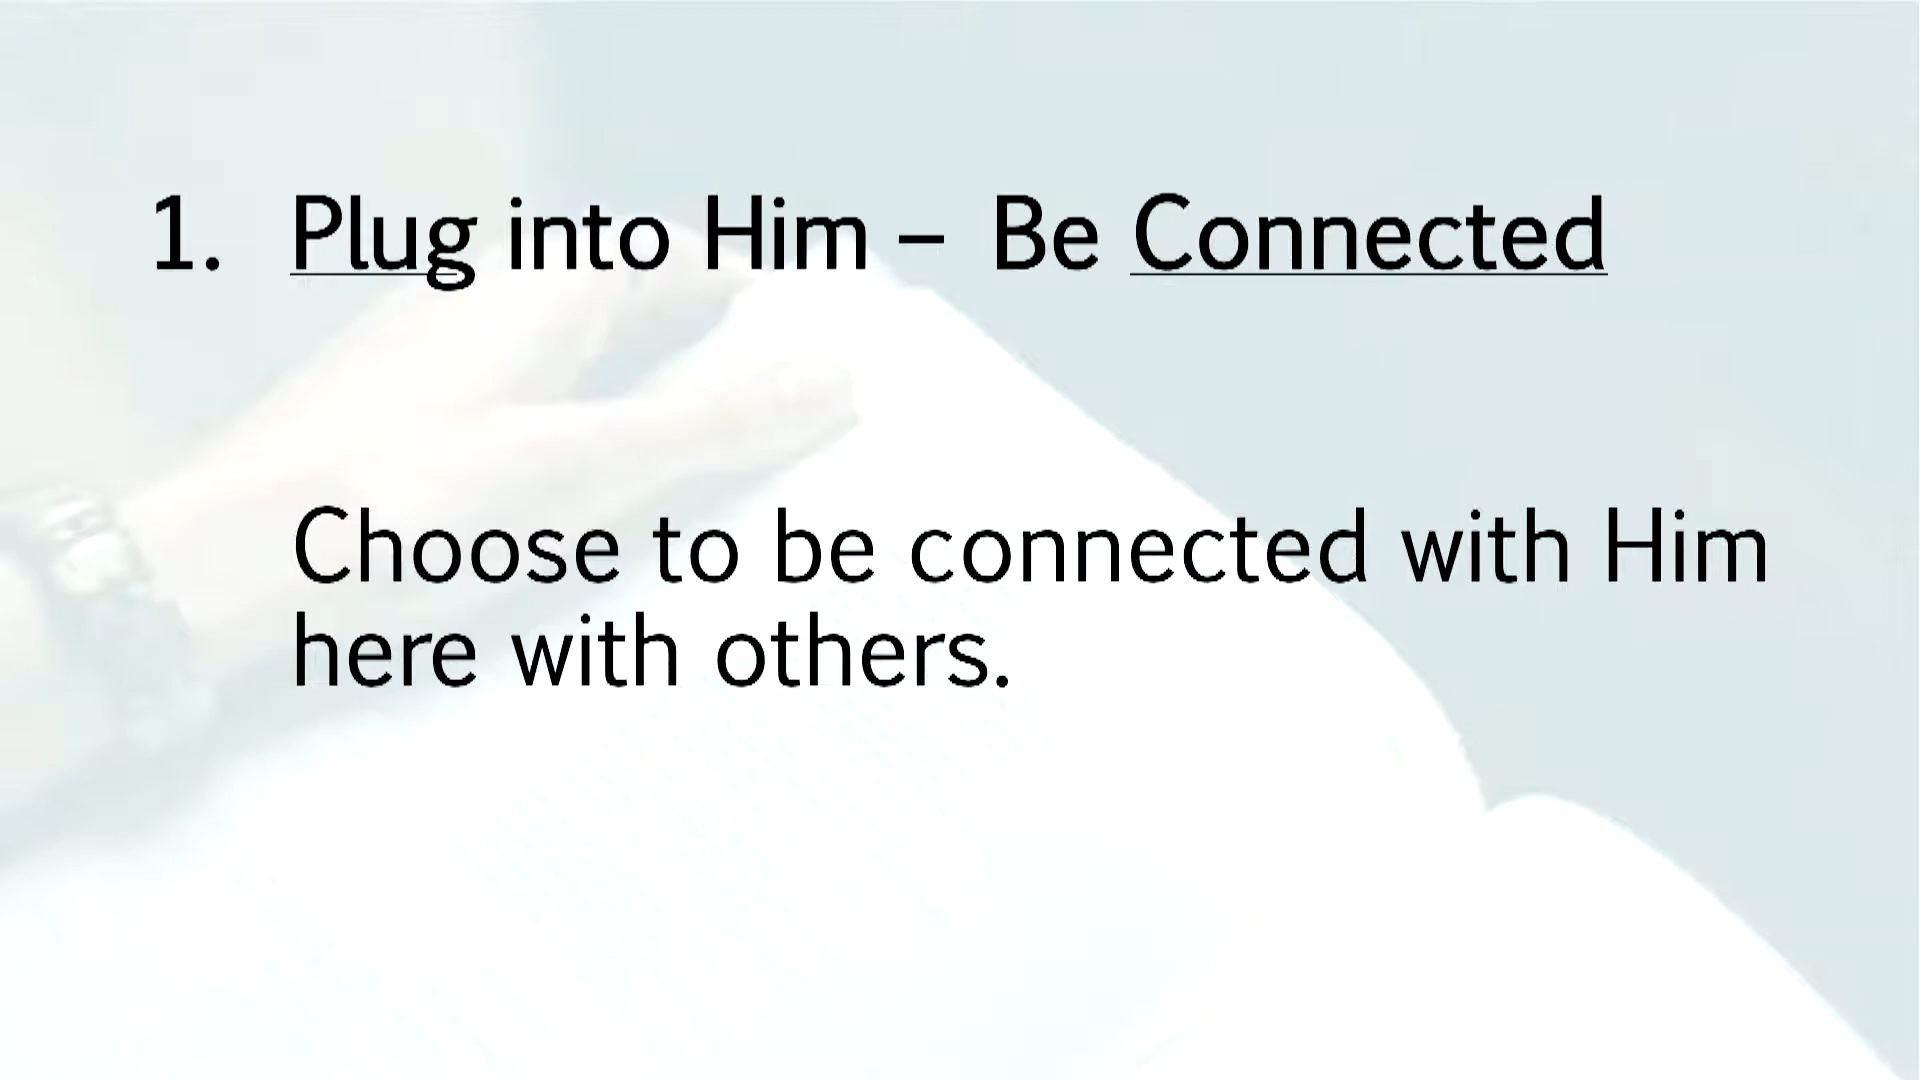 1. Plug into Him – Be Connected
Choose to be connected with Him
here with others.